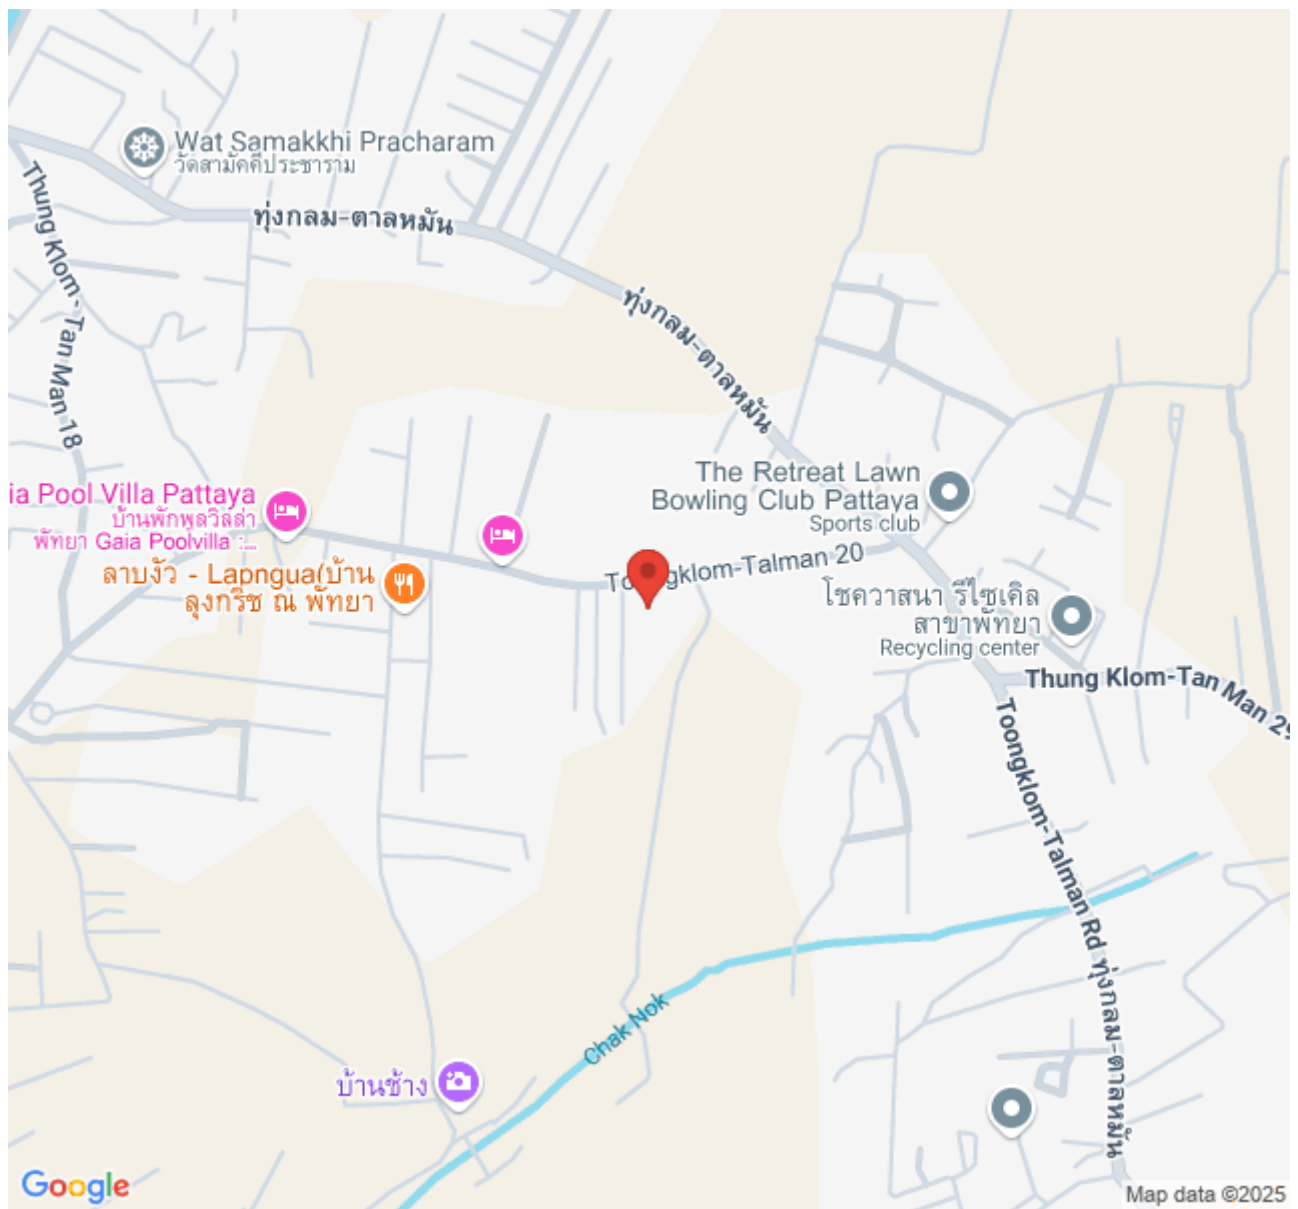 Wat Samakkhi Pracharam
วัดสามัคคีประชาราม
ทุ่งกลม-ตาลหมัน
Thung Klom - Tan Man 18
ทุ่งกลม-ตาลหมัน
The Retreat Lawn
Bowling Club Pattaya
Sports club
ia Pool Villa Pattaya
บ้านพักพูลวิลล่า
พัทยา Gaia Poolvilla :...
ลาบงัว - Lapngua(บ้าน
ลุงกริช ณ พัทยา
Toongklom-Talman 20
โชควาสนา รีไซเคิล
สาขาพัทยา
Recycling center
Thung Klom-Tan Man 29
Toongklom-Talman Rd ทุ่งกลม-ตาลหมัน
Chak Nok
บ้านช้าง
Google
Map data ©2025